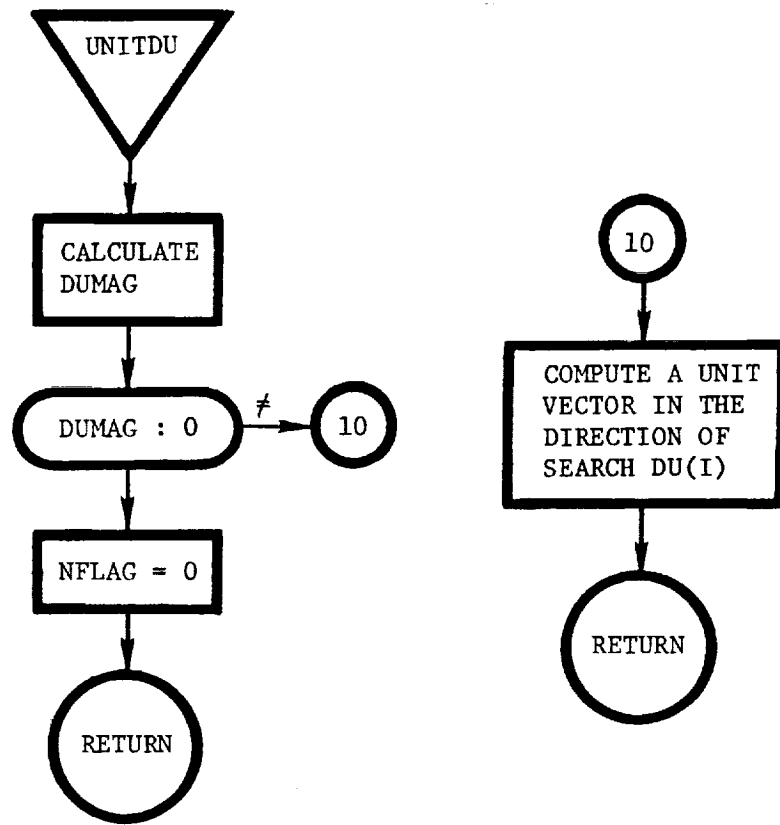 UNITDU
CALCULATE
DUMAG
DUMAG : 0
≠
10
NFLAG = 0
RETURN
10
COMPUTE A UNIT
VECTOR IN THE
DIRECTION OF
SEARCH DU(I)
RETURN